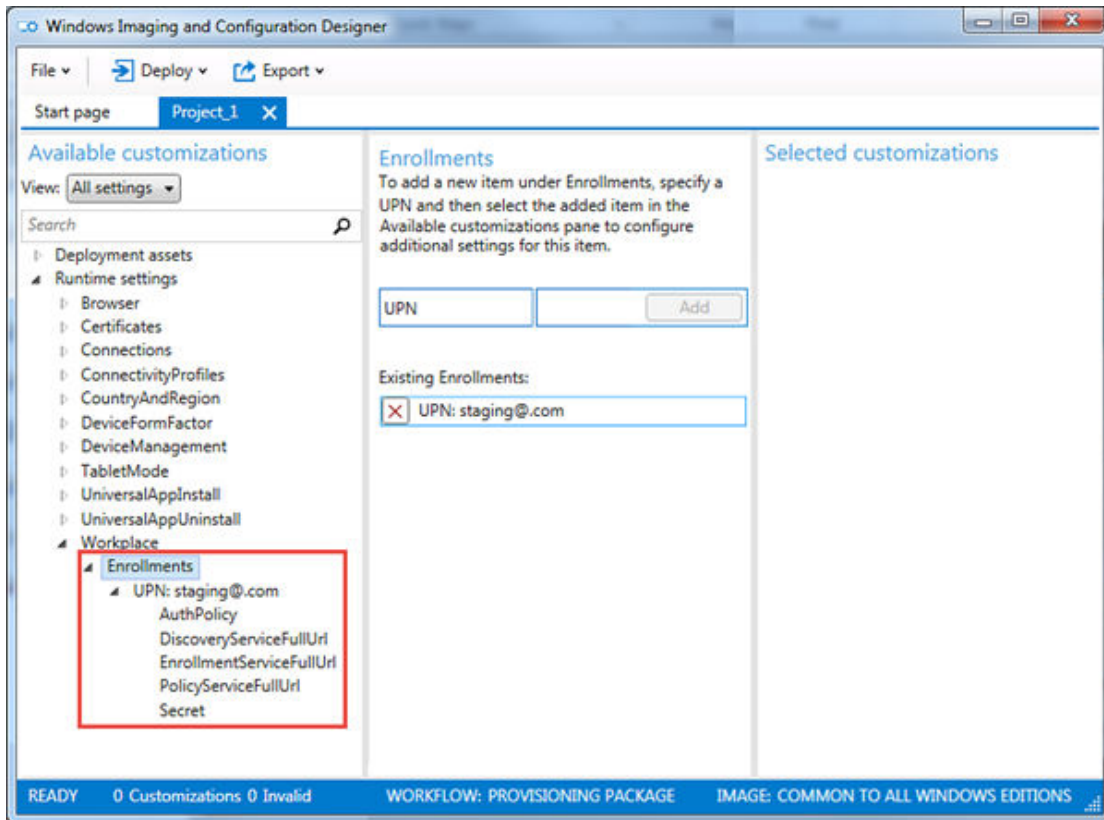 Windows Imaging and Configuration Designer
File
Deploy
Export
Start page
Project_1
Available customizations
View: All settings
Search
Deployment assets
Runtime settings
Browser
Certificates
Connections
ConnectivityProfiles
CountryAndRegion
DeviceFormFactor
DeviceManagement
TabletMode
UniversalAppInstall
UniversalAppUninstall
Workplace
Enrollments
UPN: staging@.com
AuthPolicy
DiscoveryServiceFullUrl
EnrollmentServiceFullUrl
PolicyServiceFullUrl
Secret
Enrollments
To add a new item under Enrollments, specify a
UPN and then select the added item in the
Available customizations pane to configure
additional settings for this item.
UPN
Add
Existing Enrollments:
UPN: staging@.com
Selected customizations
READY 0 Customizations 0 Invalid WORKFLOW: PROVISIONING PACKAGE IMAGE: COMMON TO ALL WINDOWS EDITIONS